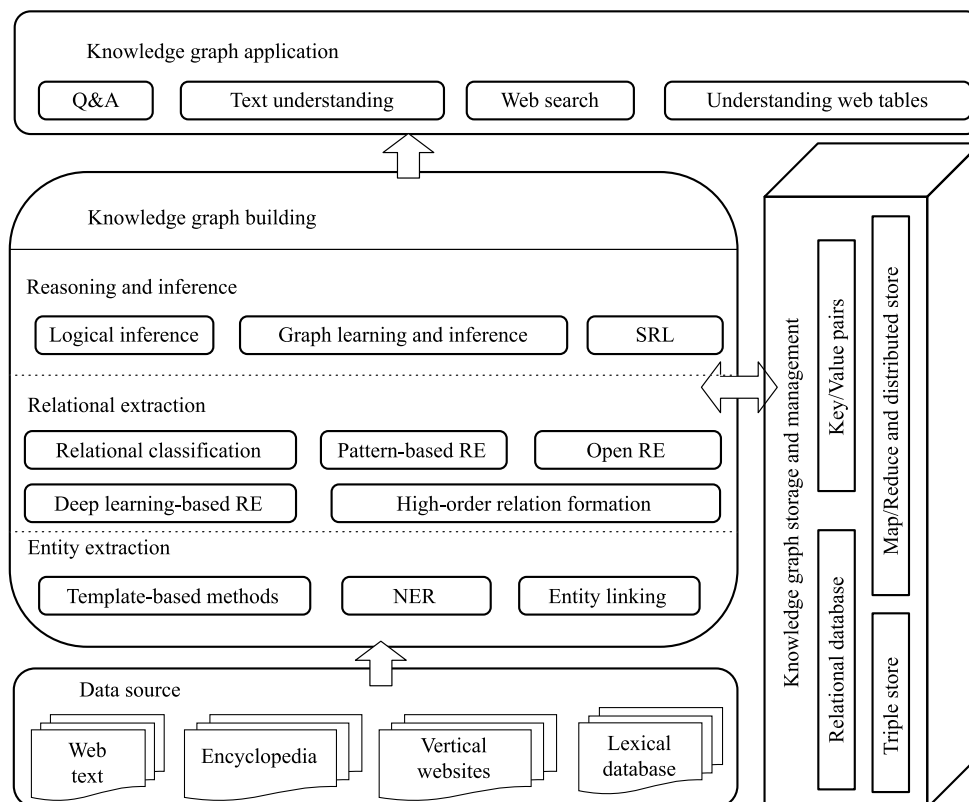 Knowledge graph application
Q&A
Text understanding
Web search
Understanding web tables
Knowledge graph building
Reasoning and inference
Logical inference
Graph learning and inference
SRL
Relational extraction
Relational classification
Pattern-based RE
Open RE
Deep learning-based RE
High-order relation formation
Entity extraction
Template-based methods
NER
Entity linking
Data source
Web
text
Encyclopedia
Vertical
websites
Lexical
database
Knowledge graph storage and management
Key/Value pairs
Map/Reduce and distributed store
Relational database
Triple store